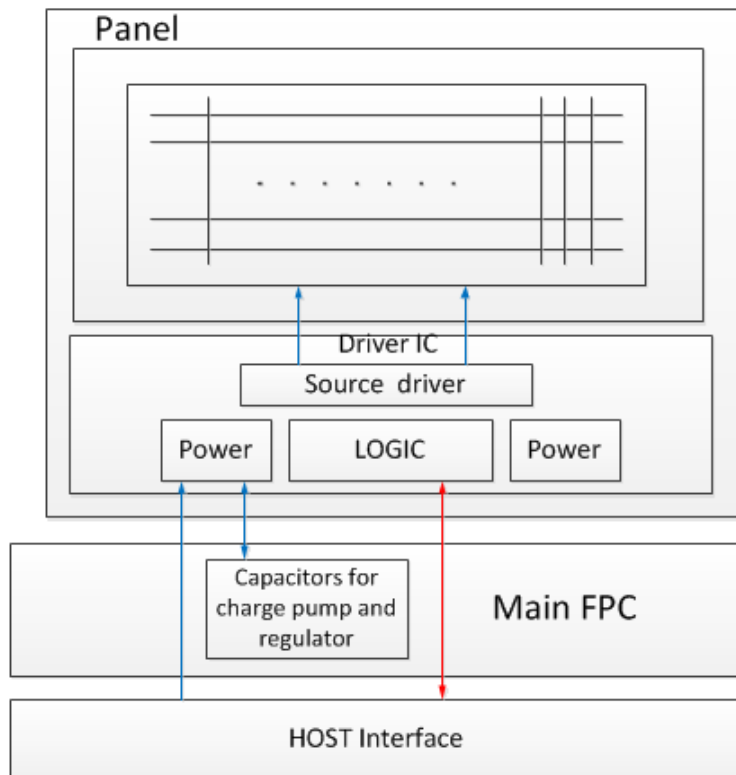 Panel
Driver IC
Source driver
Power
LOGIC
Power
Capacitors for
charge pump and
regulator
Main FPC
HOST Interface